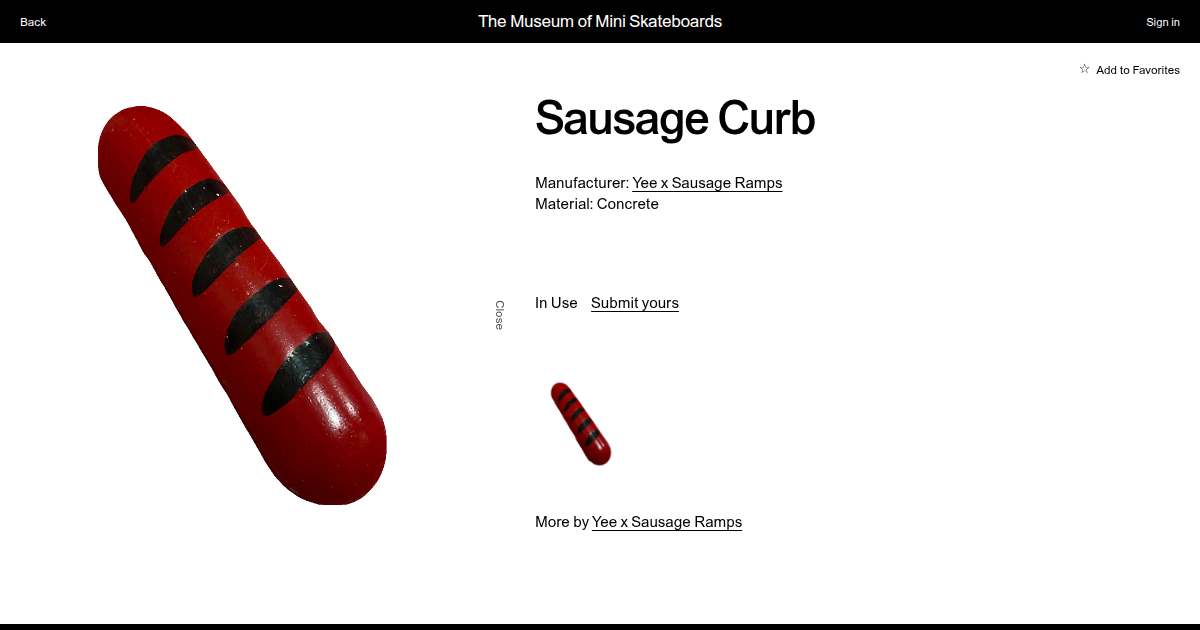 Back
The Museum of Mini Skateboards
Sign in
☆ Add to Favorites
Sausage Curb
Manufacturer: Yee x Sausage Ramps
Material: Concrete
Close
In Use Submit yours
More by Yee x Sausage Ramps